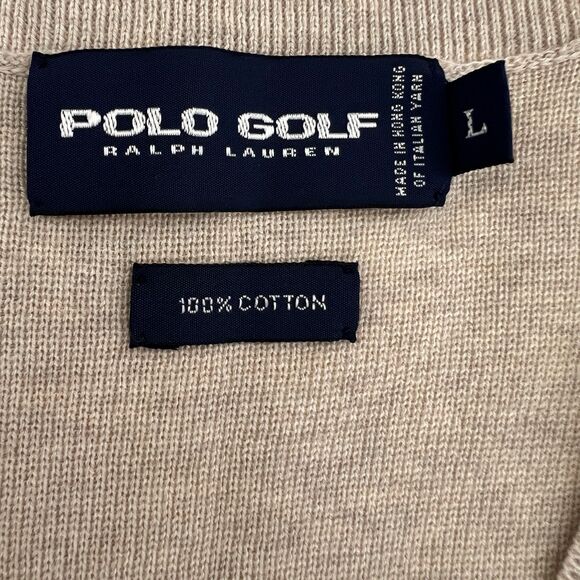 POLO GOLF
RALPH LAUREN
MADE IN HONG KONG
OF ITALIAN YARN
L
100% COTTON